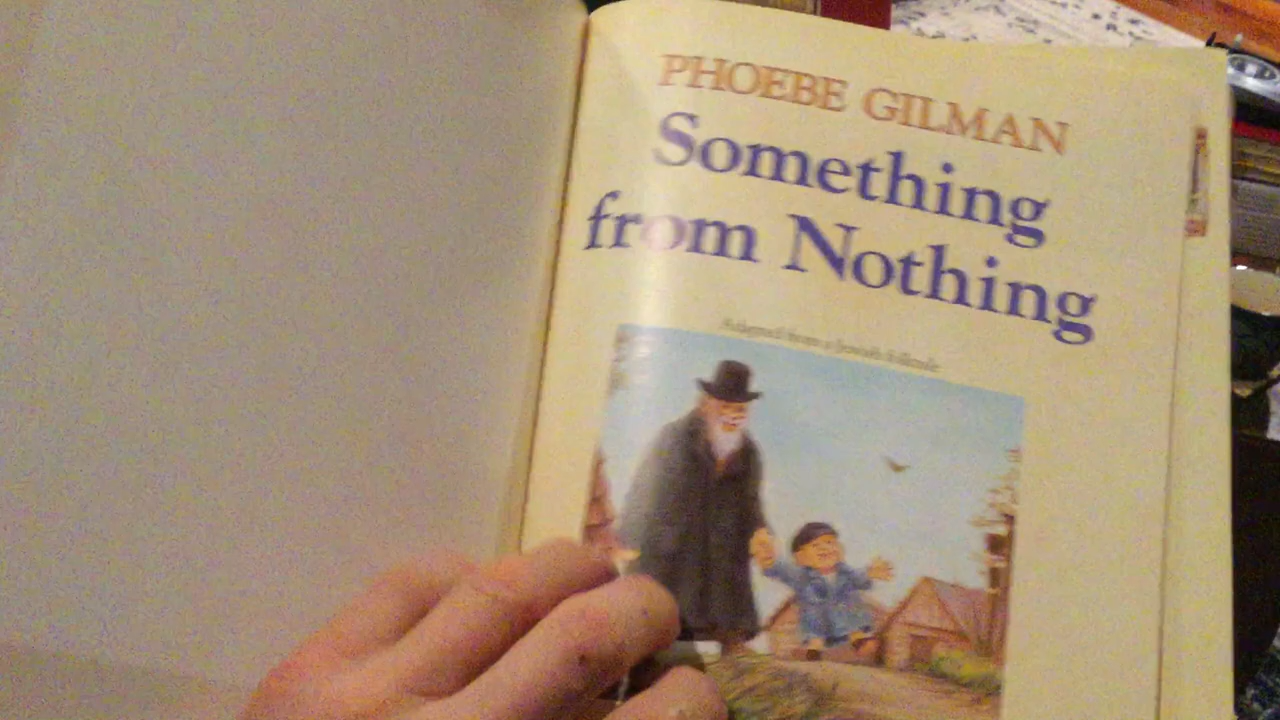 PHOEBE GILMAN
Something
from Nothing
Adapted from a Jewish folktale